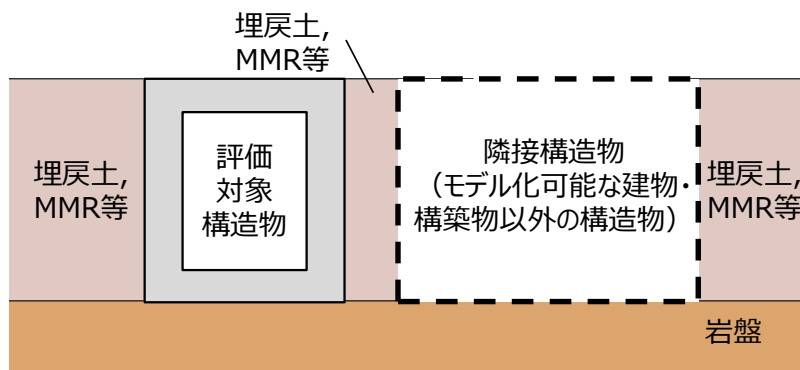 埋戻土,
MMR等
埋戻土,
MMR等
評価
対象
構造物
隣接構造物
（モデル化可能な建物・
構築物以外の構造物）
埋戻土,
MMR等
岩盤